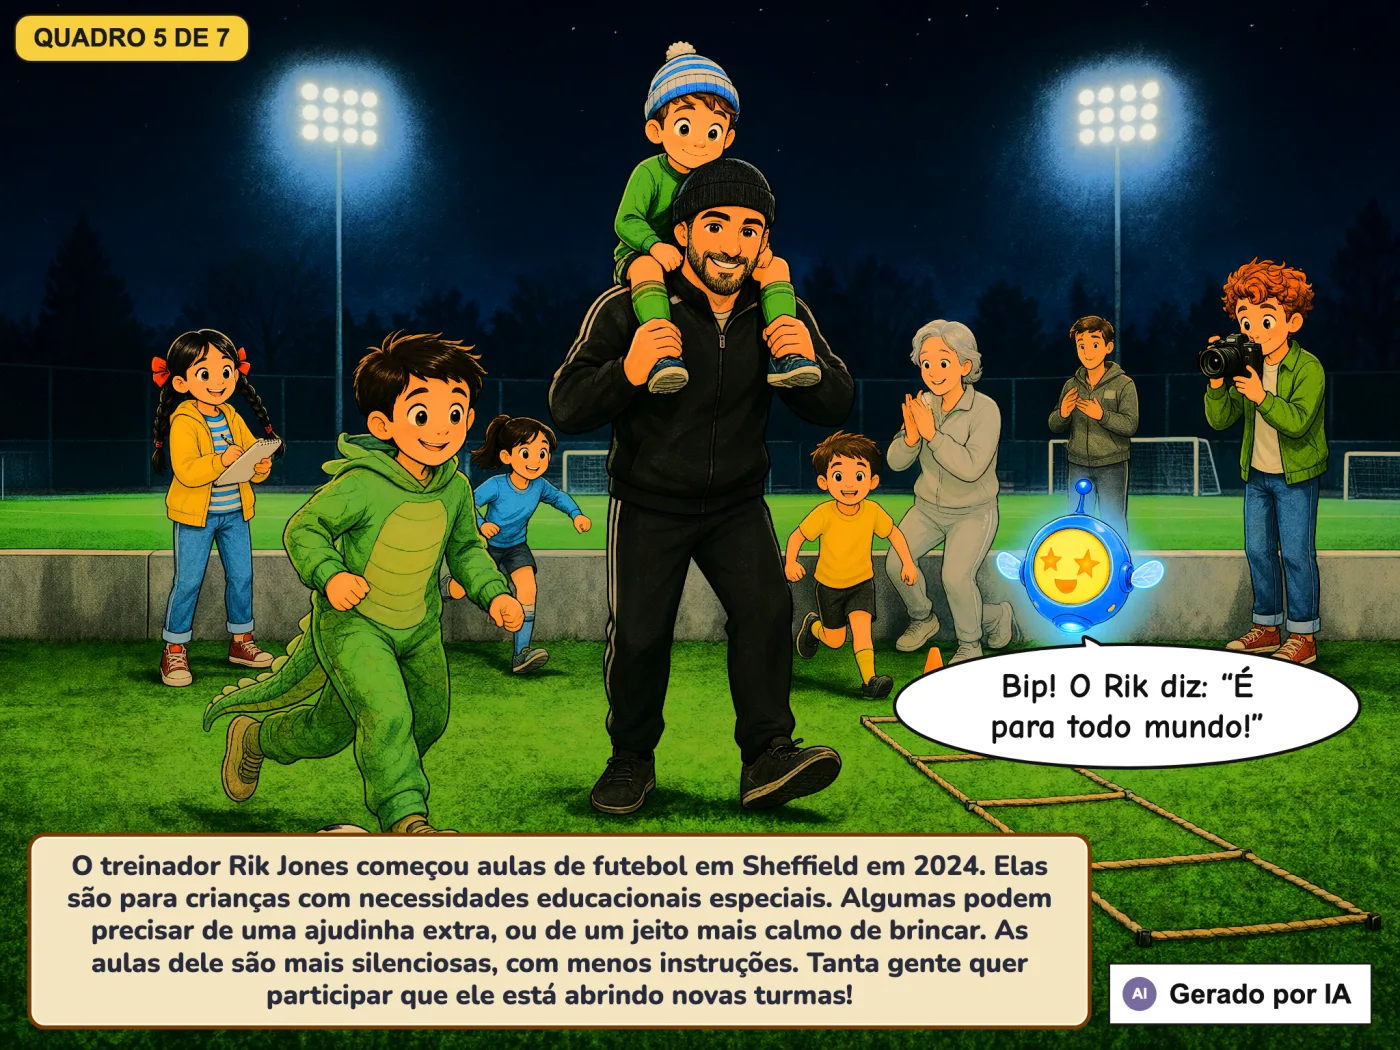 QUADRO 5 DE 7
Bip! O Rik diz: “É
para todo mundo!”
O treinador Rik Jones começou aulas de futebol em Sheffield em 2024. Elas
são para crianças com necessidades educacionais especiais. Algumas podem
precisar de uma ajudinha extra, ou de um jeito mais calmo de brincar. As
aulas dele são mais silenciosas, com menos instruções. Tanta gente quer
participar que ele está abrindo novas turmas!
AI Gerado por IA